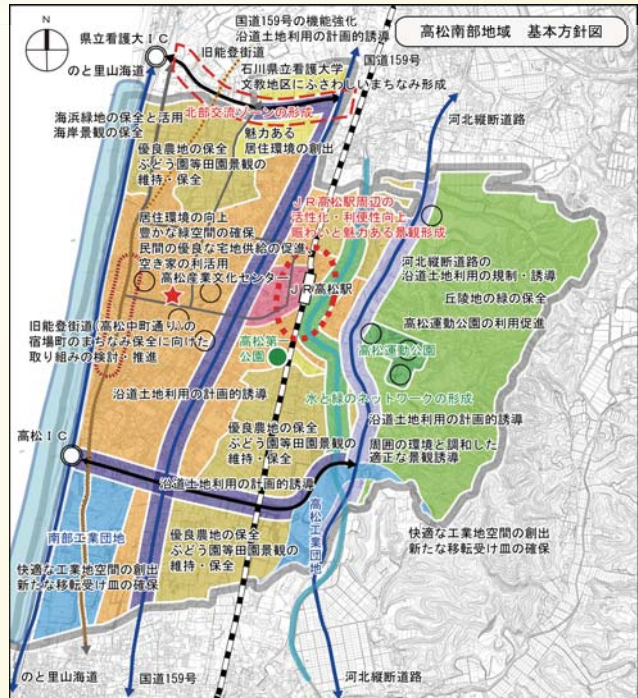 高松南部地域　基本方針図
N
県立看護大IC
のと里山海道
旧能登街道
国道159号の機能強化
沿道土地利用の計画的誘導
国道159号
石川県立看護大学
文教地区にふさわしいまちなみ形成
北部交流ゾーンの形成
海浜緑地の保全と活用
海岸景観の保全
優良農地の保全
ぶどう園等田園景観の
維持・保全
魅力ある
居住環境の創出
河北縦断道路
居住環境の向上
豊かな緑空間の確保
民間の優良な宅地供給の促進
空き家の利活用
高松産業文化センター
JR高松駅周辺の
活性化・利便性向上
賑わいと魅力ある景観形成
JR高松駅
河北縦断道路の
沿道土地利用の規制・誘導
丘陵地の緑の保全
高松運動公園の利用促進
高松運動公園
旧能登街道(高松中町通り)の
宿場町のまちなみ保全に向けた
取り組みの検討・推進
高松第一
公園
水と緑のネットワークの形成
沿道土地利用の計画的誘導
沿道土地利用の計画的誘導
優良農地の保全
ぶどう園等田園景観の
維持・保全
周囲の環境と調和した
適正な景観誘導
高松IC
沿道土地利用の計画的誘導
南部工業団地
優良農地の保全
ぶどう園等田園景観の
維持・保全
高松工業団地
快適な工業地空間の創出
新たな移転受け皿の確保
快適な工業地空間の創出
新たな移転受け皿の確保
のと里山海道
国道159号
河北縦断道路